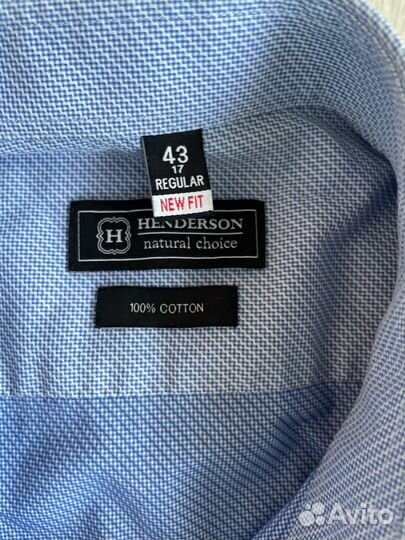 43
17
REGULAR
NEW FIT
H HENDERSON
natural choice
100% COTTON
Avito